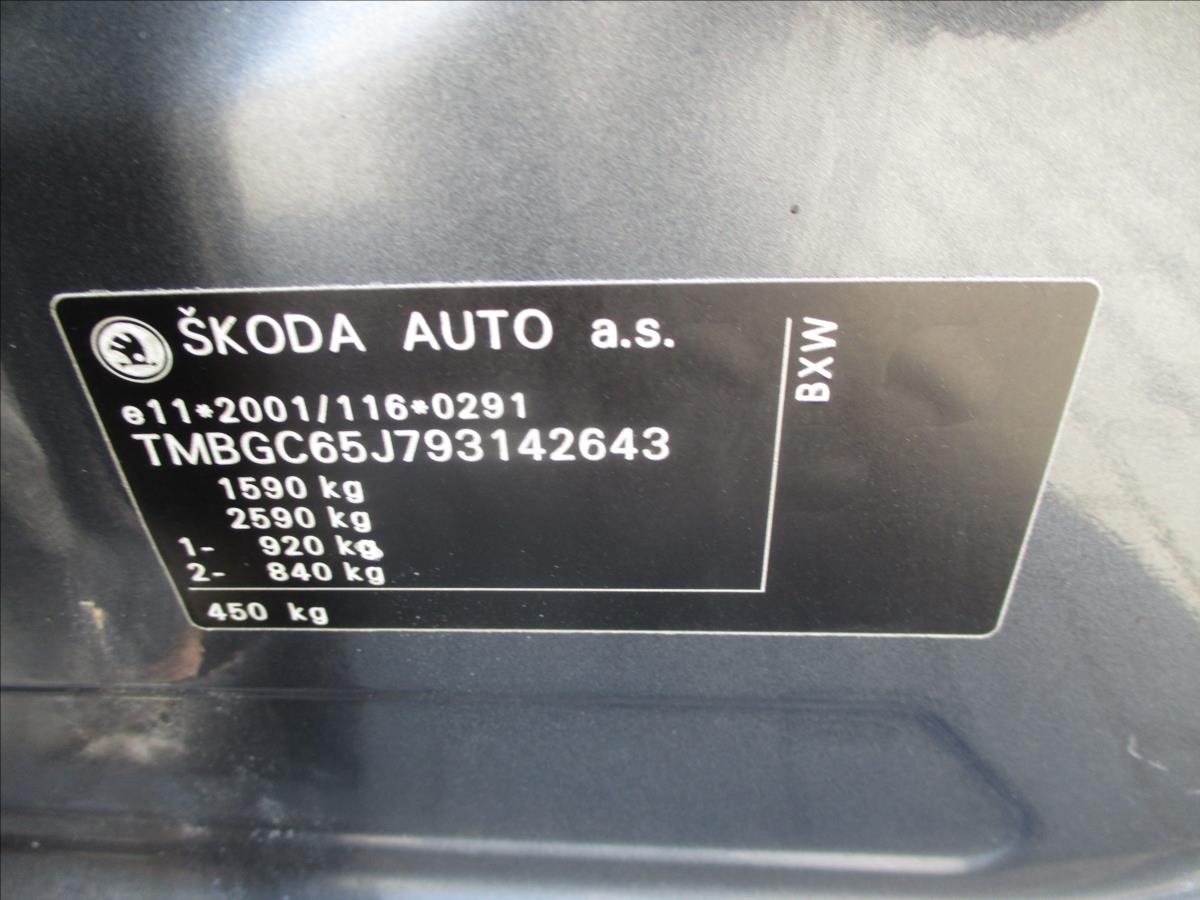 ŠKODA AUTO a.s.
e11*2001/116*0291
TMBGC65J793142643
1590 kg
2590 kg
1- 920 kg
2- 840 kg
450 kg
BXW